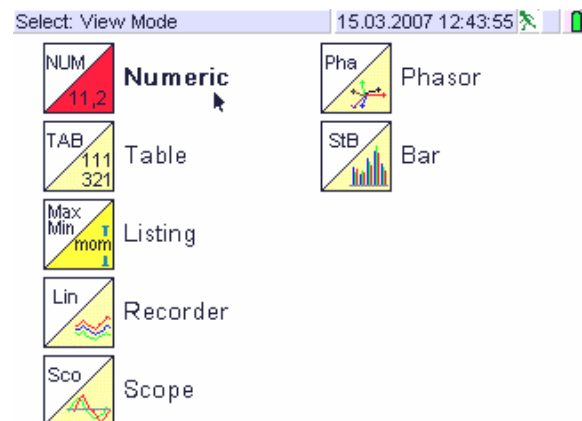 Select: View Mode 15.03.2007 12:43:55
NUM
11,2
Numeric
Pha
Phasor
TAB
111
321
Table
StB
Bar
Max
Min
mom
Listing
Lin
Recorder
Sco
Scope